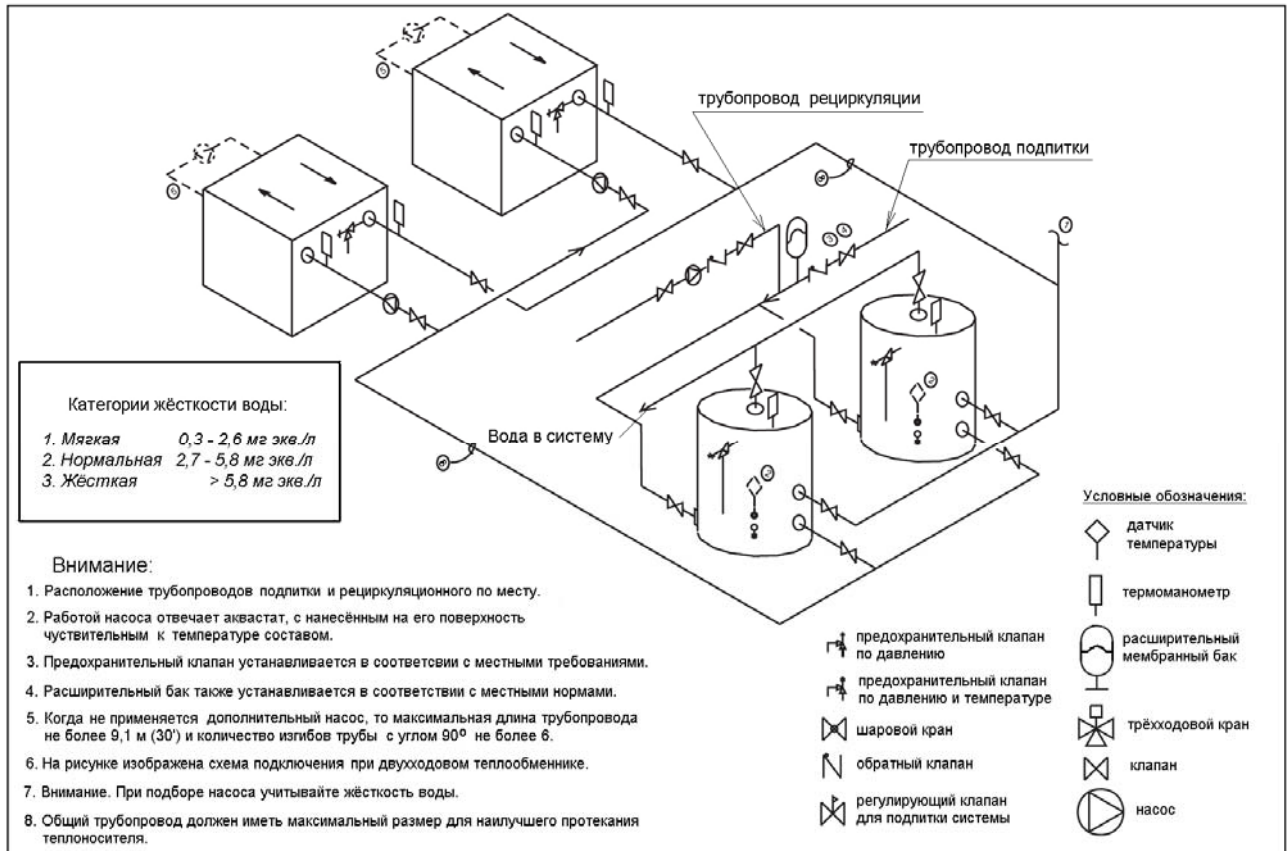 трубопровод рециркуляции
трубопровод подпитки
Вода в систему
Категории жёсткости воды:
1. Мягкая 0,3 - 2,6 мг экв./л
2. Нормальная 2,7 - 5,8 мг экв./л
3. Жёсткая > 5,8 мг экв./л
Внимание:
1. Расположение трубопроводов подпитки и рециркуляционного по месту.
2. Работой насоса отвечает аквастат, с нанесённым на его поверхность
чуствительным к температуре составом.
3. Предохранительный клапан устанавливается в соответсвии с местными требованиями.
4. Расширительный бак также устанавливается в соответствии с местными нормами.
5. Когда не применяется дополнительный насос, то максимальная длина трубопровода
не более 9,1 м (30') и количество изгибов трубы с углом 90º не более 6.
6. На рисунке изображена схема подключения при двухходовом теплообменнике.
7. Внимание. При подборе насоса учитывайте жёсткость воды.
8. Общий трубопровод должен иметь максимальный размер для наилучшего протекания
теплоносителя.
Условные обозначения:
датчик
температуры
термоманометр
расширительный
мембранный бак
трёхходовой кран
клапан
насос
предохранительный клапан
по давлению
предохранительный клапан
по давлению и температуре
шаровой кран
обратный клапан
регулирующий клапан
для подпитки системы